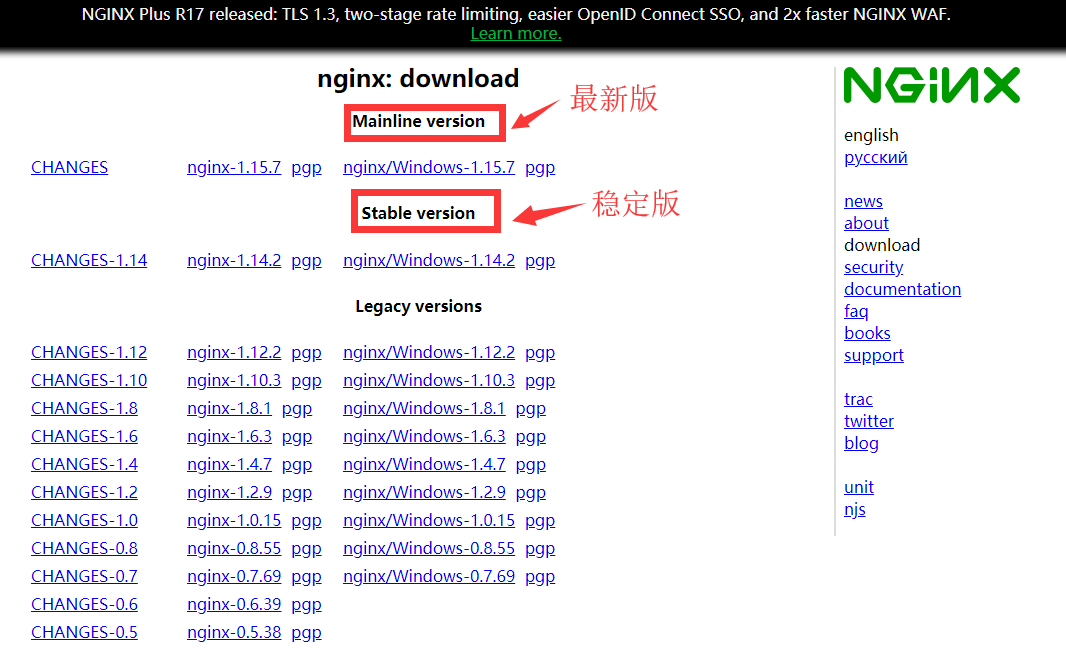 NGINX Plus R17 released: TLS 1.3, two-stage rate limiting, easier OpenID Connect SSO, and 2x faster NGINX WAF.
Learn more.
nginx: download
Mainline version
最新版
CHANGES nginx-1.15.7 pgp nginx/Windows-1.15.7 pgp
Stable version
稳定版
CHANGES-1.14 nginx-1.14.2 pgp nginx/Windows-1.14.2 pgp
Legacy versions
CHANGES-1.12 nginx-1.12.2 pgp nginx/Windows-1.12.2 pgp
CHANGES-1.10 nginx-1.10.3 pgp nginx/Windows-1.10.3 pgp
CHANGES-1.8 nginx-1.8.1 pgp nginx/Windows-1.8.1 pgp
CHANGES-1.6 nginx-1.6.3 pgp nginx/Windows-1.6.3 pgp
CHANGES-1.4 nginx-1.4.7 pgp nginx/Windows-1.4.7 pgp
CHANGES-1.2 nginx-1.2.9 pgp nginx/Windows-1.2.9 pgp
CHANGES-1.0 nginx-1.0.15 pgp nginx/Windows-1.0.15 pgp
CHANGES-0.8 nginx-0.8.55 pgp nginx/Windows-0.8.55 pgp
CHANGES-0.7 nginx-0.7.69 pgp nginx/Windows-0.7.69 pgp
CHANGES-0.6 nginx-0.6.39 pgp
CHANGES-0.5 nginx-0.5.38 pgp
NGiNX
english
русский
news
about
download
security
documentation
faq
books
support
trac
twitter
blog
unit
njs